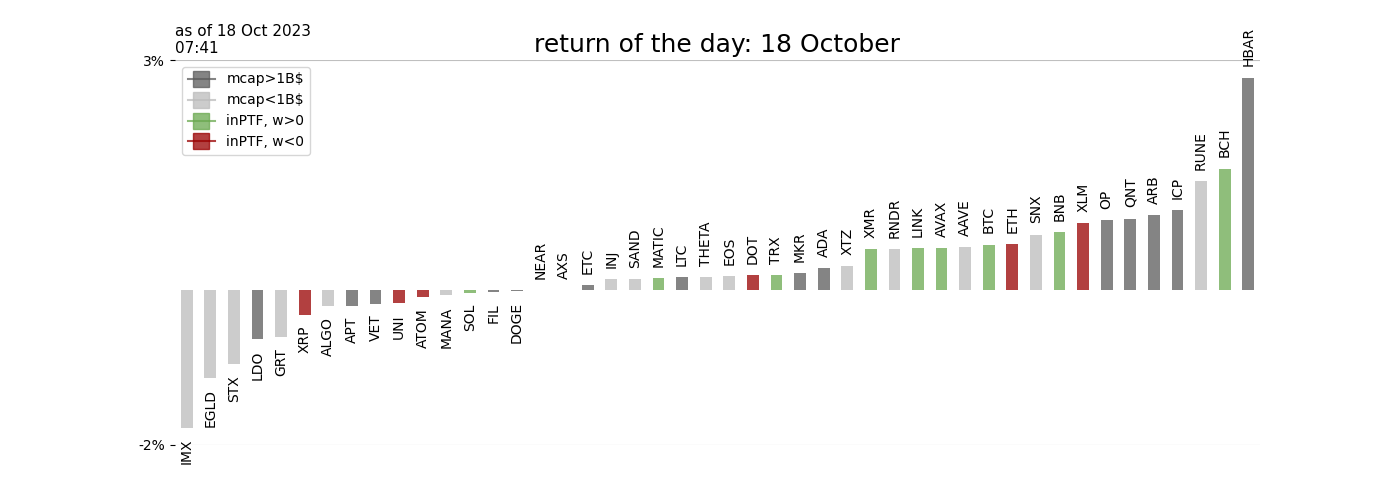 as of 18 Oct 2023
07:41
return of the day: 18 October
3%
mcap>1B$
mcap<1B$
inPTF, w>0
inPTF, w<0
-2%
IMX
EGLD
STX
LDO
GRT
XRP
ALGO
APT
VET
UNI
ATOM
MANA
SOL
FIL
DOGE
NEAR
AXS
ETC
INJ
SAND
MATIC
LTC
THETA
EOS
DOT
TRX
MKR
ADA
XTZ
XMR
RNDR
LINK
AVAX
AAVE
BTC
ETH
SNX
BNB
XLM
OP
QNT
ARB
ICP
RUNE
BCH
HBAR